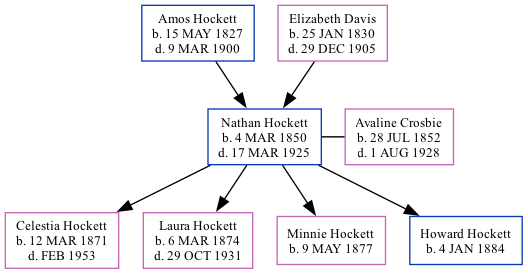 Amos Hockett
b. 15 MAY 1827
d. 9 MAR 1900
Elizabeth Davis
b. 25 JAN 1830
d. 29 DEC 1905
Nathan Hockett
b. 4 MAR 1850
d. 17 MAR 1925
Avaline Crosbie
b. 28 JUL 1852
d. 1 AUG 1928
Celestia Hockett
b. 12 MAR 1871
d. FEB 1953
Laura Hockett
b. 6 MAR 1874
d. 29 OCT 1931
Minnie Hockett
b. 9 MAY 1877
Howard Hockett
b. 4 JAN 1884